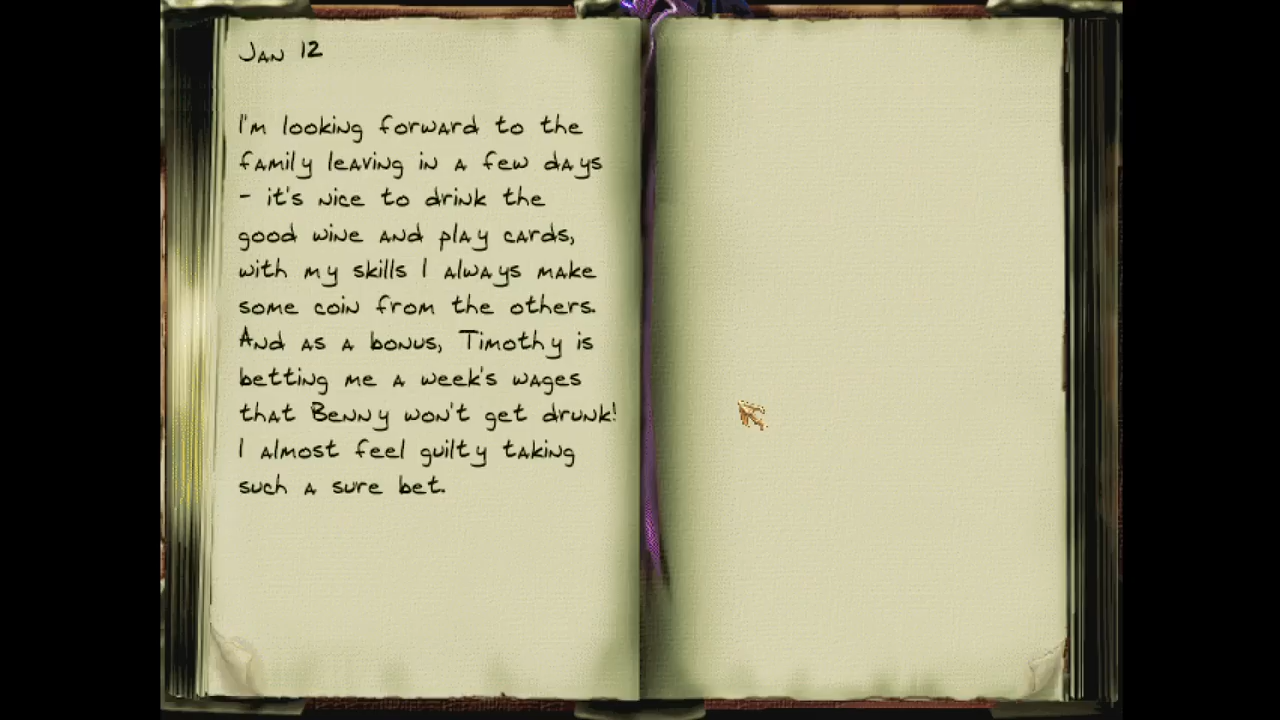 Jan 12
I'm looking forward to the
family leaving in a few days
- it's nice to drink the
good wine and play cards,
with my skills I always make
some coin from the others.
And as a bonus, Timothy is
betting me a week's wages
that Benny won't get drunk!
I almost feel guilty taking
such a sure bet.